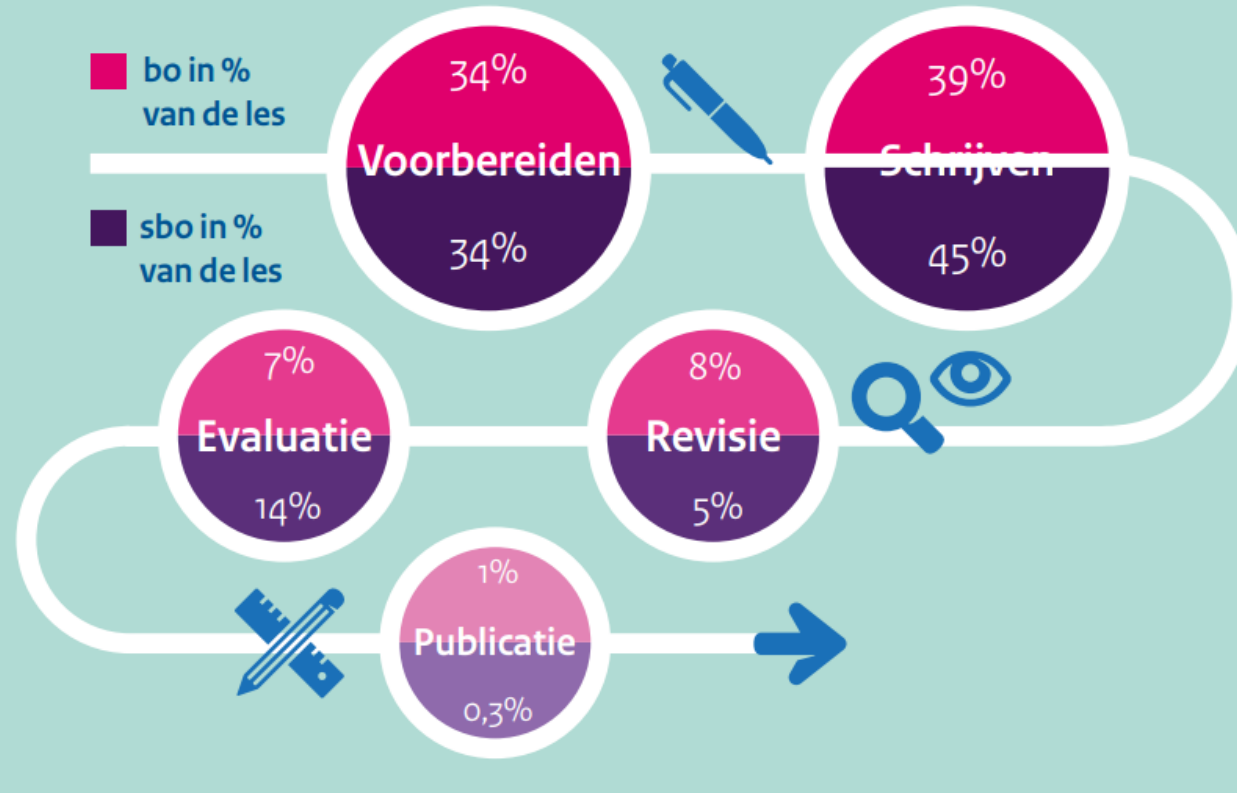 bo in %
van de les
sbo in %
van de les
34%
Voorbereiden
34%
39%
Schrijven
45%
8%
Revisie
5%
7%
Evaluatie
14%
1%
Publicatie
0,3%